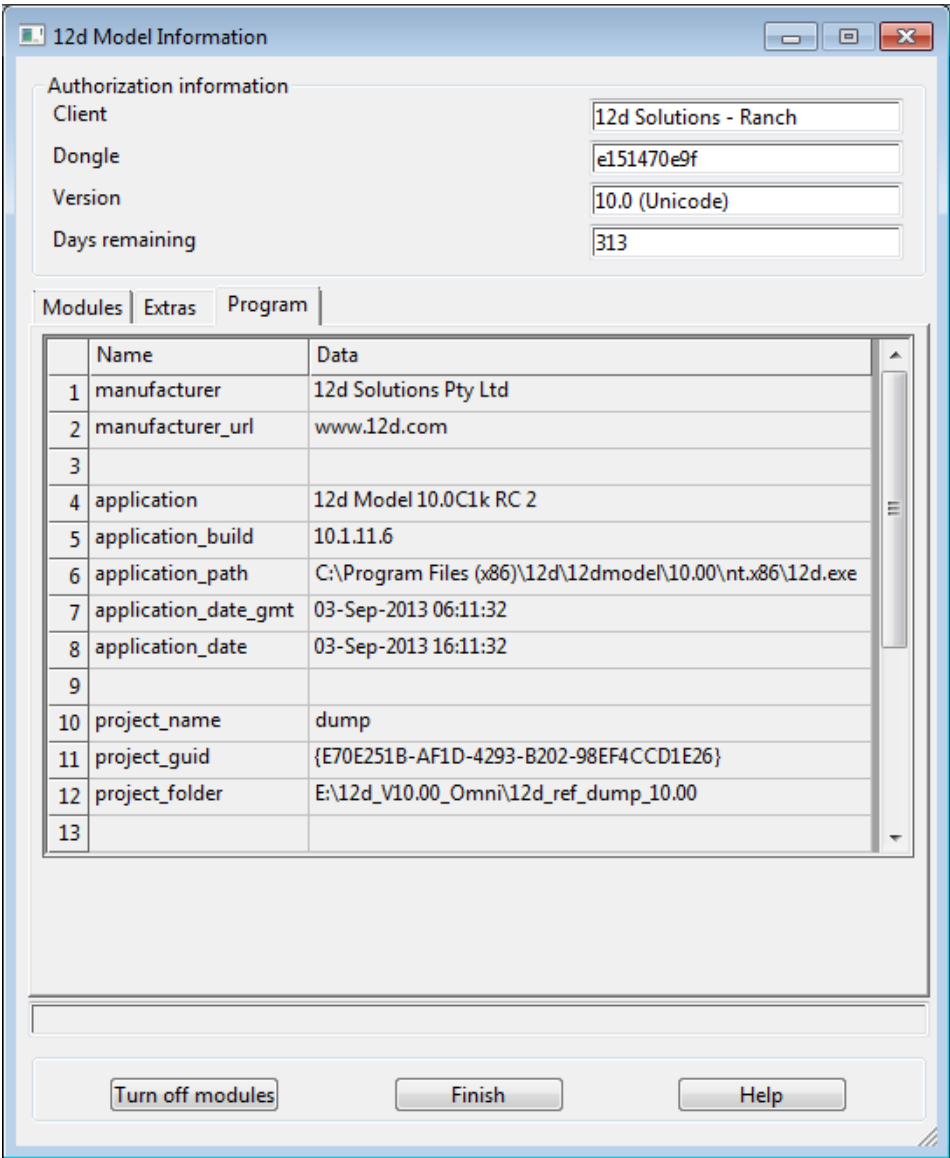 12d Model Information
Authorization information
Client 12d Solutions - Ranch
Dongle e151470e9f
Version 10.0 (Unicode)
Days remaining 313
Modules Extras Program
Name Data
1 manufacturer 12d Solutions Pty Ltd
2 manufacturer_url www.12d.com
3
4 application 12d Model 10.0C1k RC 2
5 application_build 10.1.11.6
6 application_path C:\Program Files (x86)\12d\12dmodel\10.00\nt.x86\12d.exe
7 application_date_gmt 03-Sep-2013 06:11:32
8 application_date 03-Sep-2013 16:11:32
9
10 project_name dump
11 project_guid {E70E251B-AF1D-4293-B202-98EF4CCD1E26}
12 project_folder E:\12d_V10.00_Omni\12d_ref_dump_10.00
13
Turn off modules Finish Help